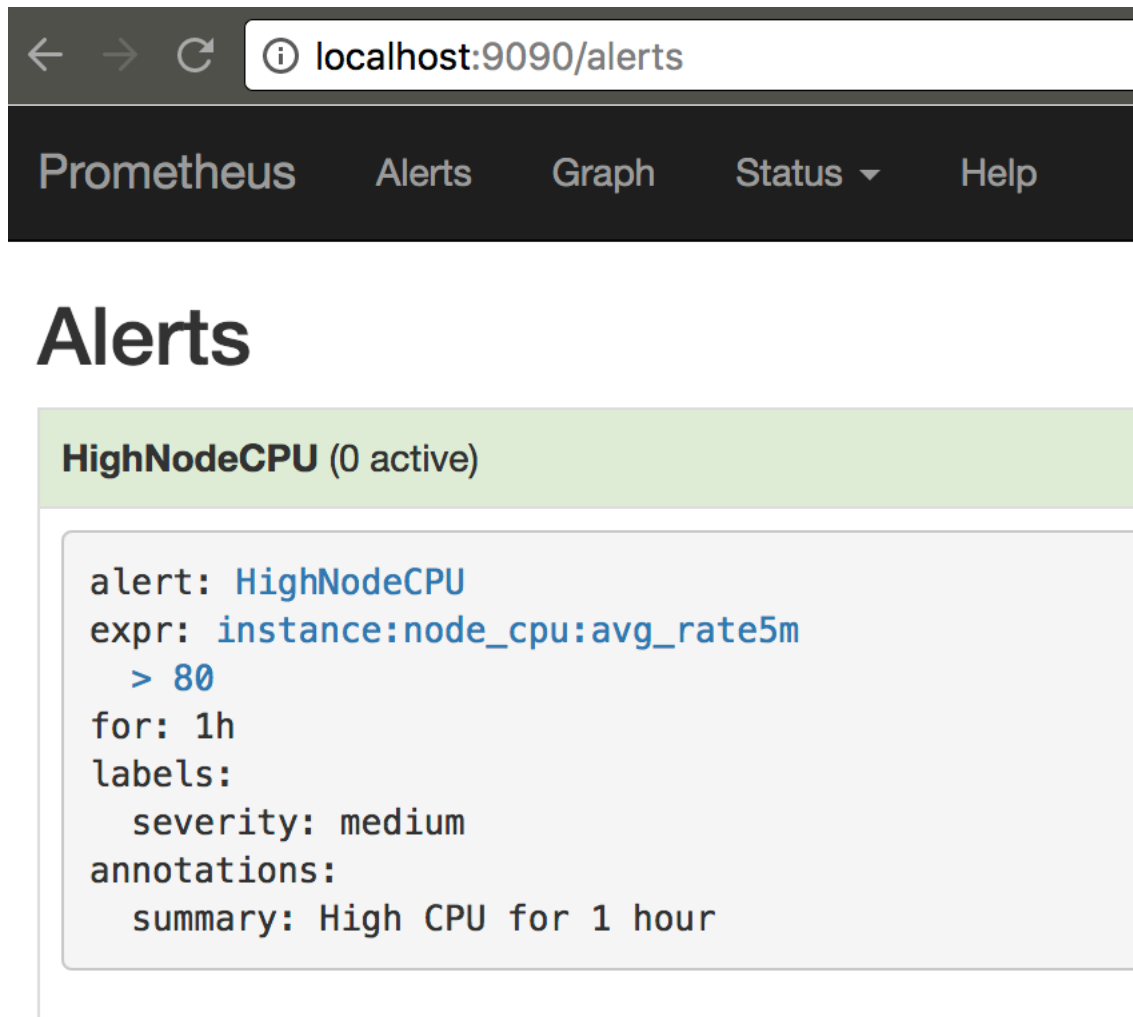 localhost:9090/alerts
Prometheus Alerts Graph Status Help
Alerts
HighNodeCPU (0 active)
alert: HighNodeCPU
expr: instance:node_cpu:avg_rate5m
> 80
for: 1h
labels:
severity: medium
annotations:
summary: High CPU for 1 hour